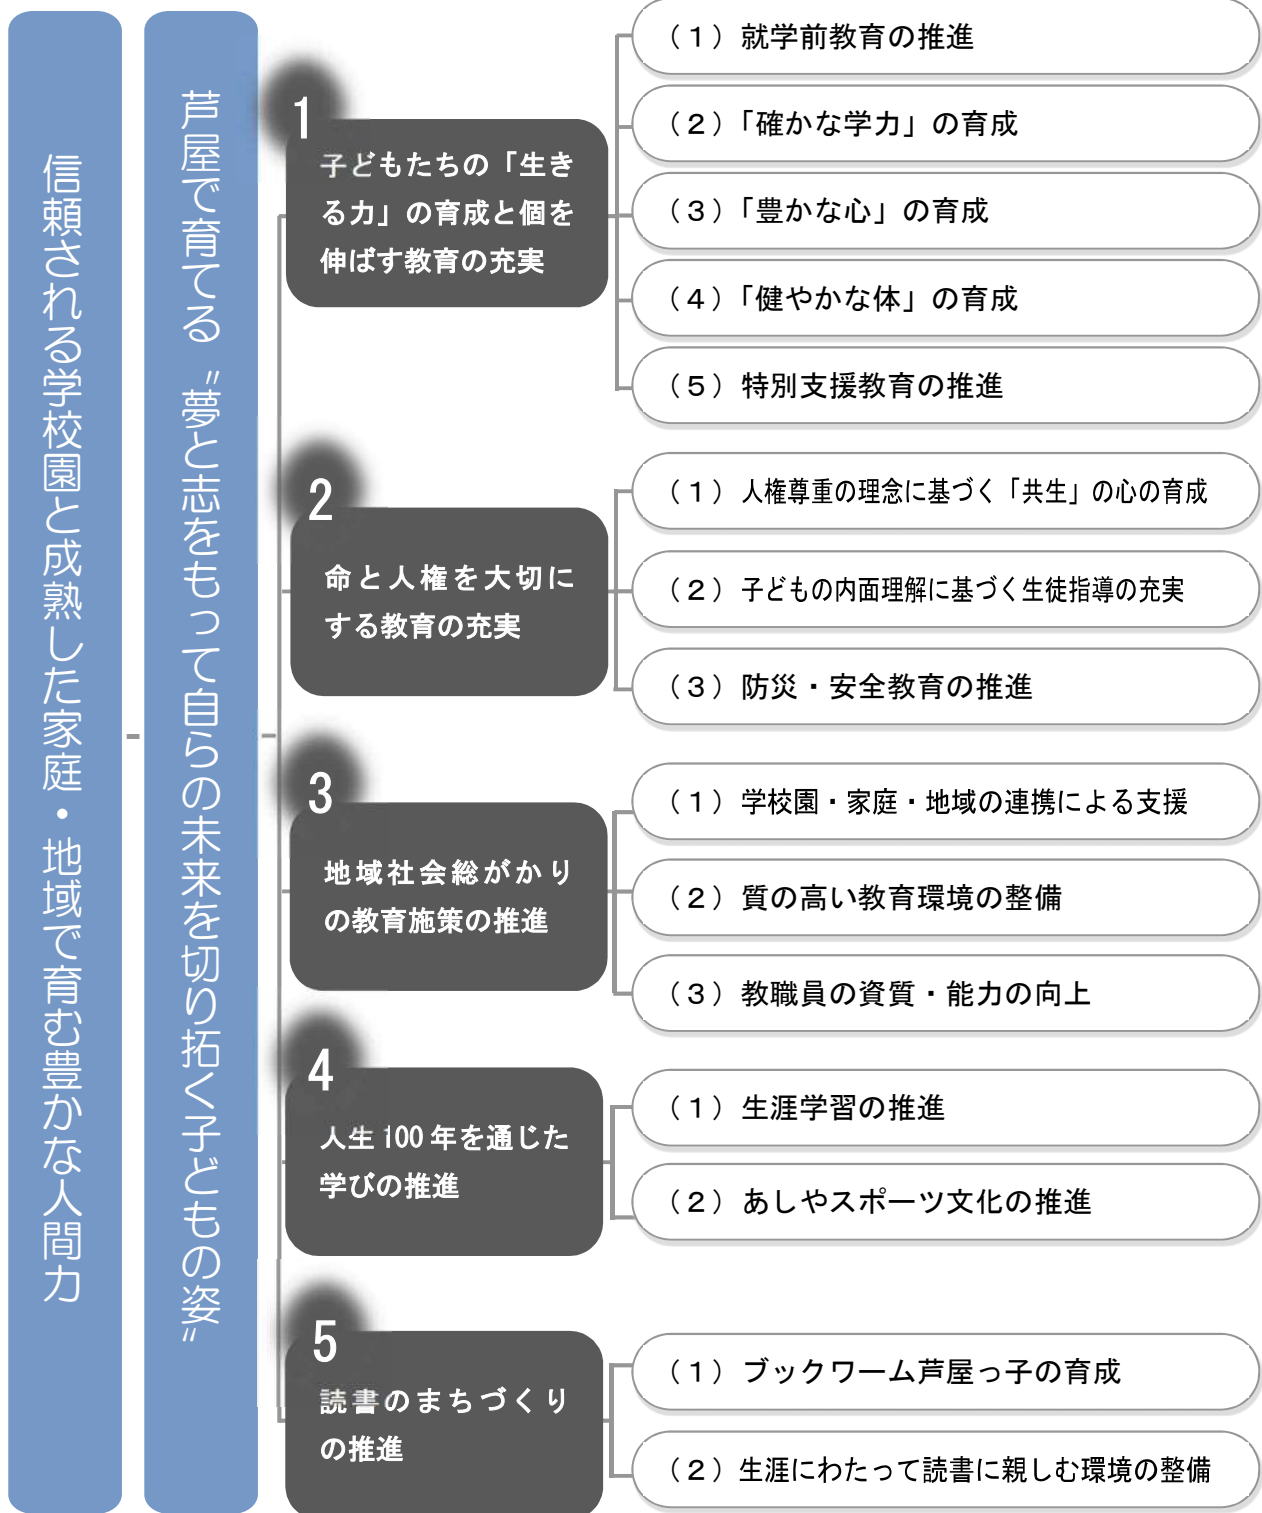 信頼される学校園と成熟した家庭・地域で育む豊かな人間力
芦屋で育てる〝夢と志をもって自らの未来を切り拓く子どもの姿〟
1
子どもたちの「生き
る力」の育成と個を
伸ばす教育の充実
（１）就学前教育の推進
（２）「確かな学力」の育成
（３）「豊かな心」の育成
（４）「健やかな体」の育成
（５）特別支援教育の推進
2
命と人権を大切に
する教育の充実
（１）人権尊重の理念に基づく「共生」の心の育成
（２）子どもの内面理解に基づく生徒指導の充実
（３）防災・安全教育の推進
3
地域社会総がかり
の教育施策の推進
（１）学校園・家庭・地域の連携による支援
（２）質の高い教育環境の整備
（３）教職員の資質・能力の向上
4
人生100年を通じた
学びの推進
（１）生涯学習の推進
（２）あしやスポーツ文化の推進
5
読書のまちづくり
の推進
（１）ブックワーム芦屋っ子の育成
（２）生涯にわたって読書に親しむ環境の整備